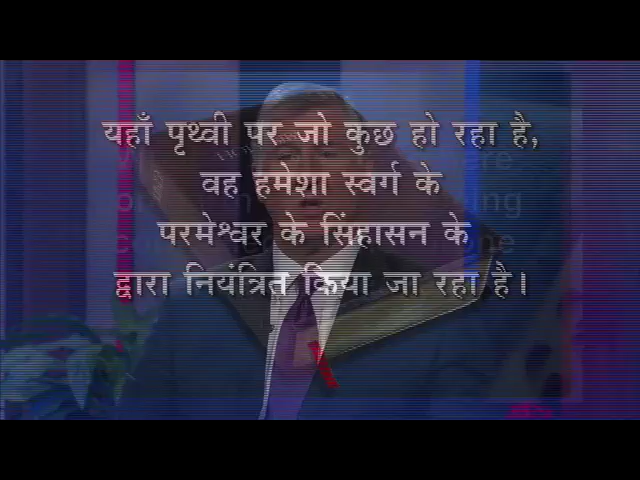 यहाँ पृथ्वी पर जो कुछ हो रहा है,
वह हमेशा स्वर्ग के
परमेश्वर के सिंहासन के
द्वारा नियंत्रित किया जा रहा है।